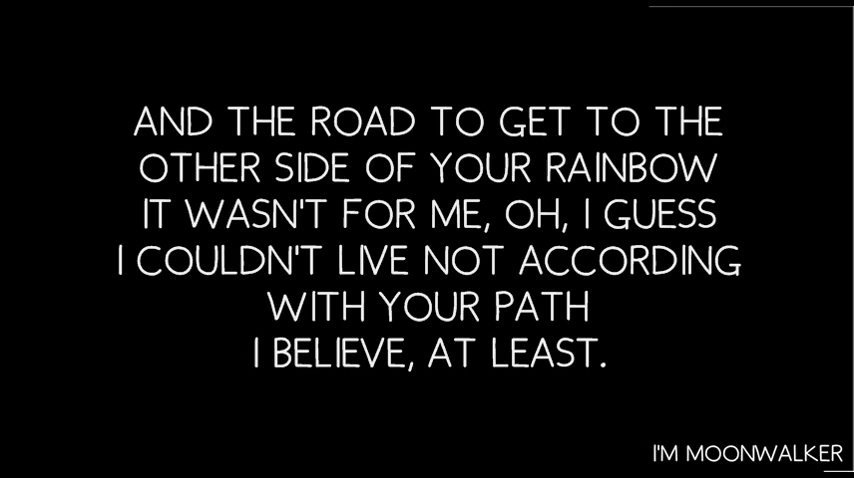 AND THE ROAD TO GET TO THE
OTHER SIDE OF YOUR RAINBOW
IT WASN'T FOR ME, OH, I GUESS
I COULDN'T LIVE NOT ACCORDING
WITH YOUR PATH
I BELIEVE, AT LEAST.
I'M MOONWALKER